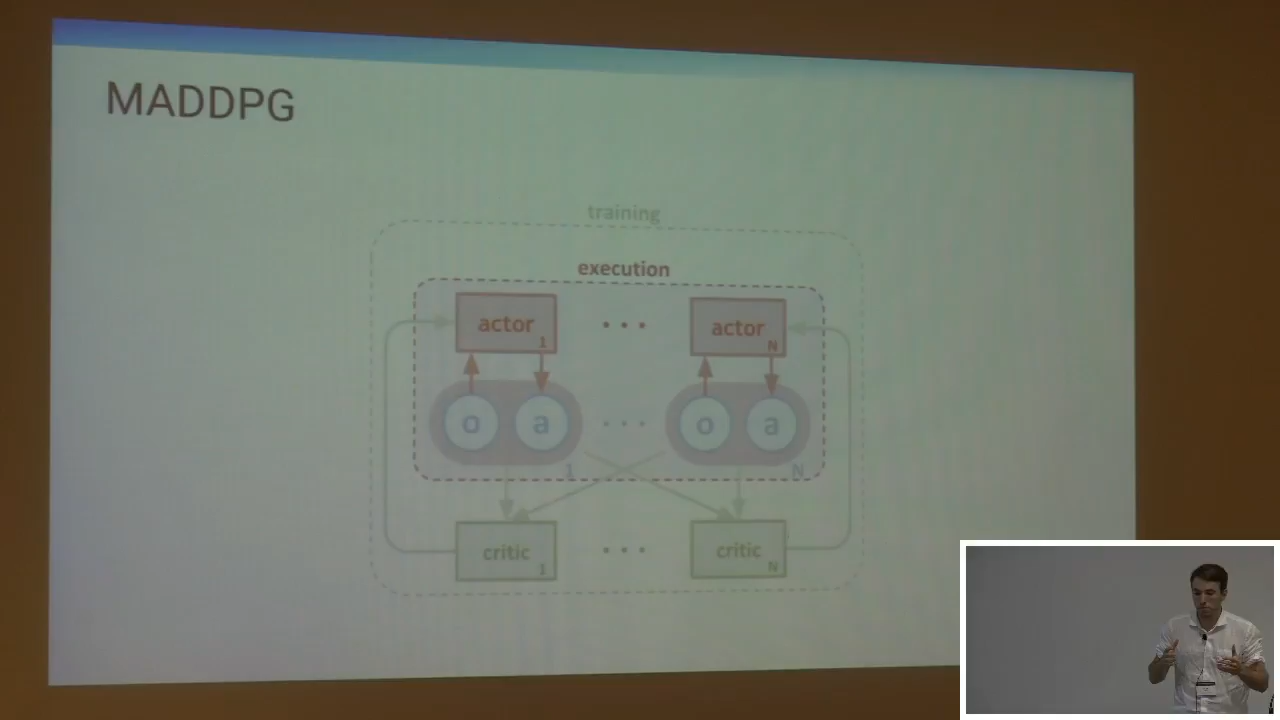 MADDPG
training
execution
actor 1 • • • actor N
o a • • • o a
1 N
critic 1 • • • critic N